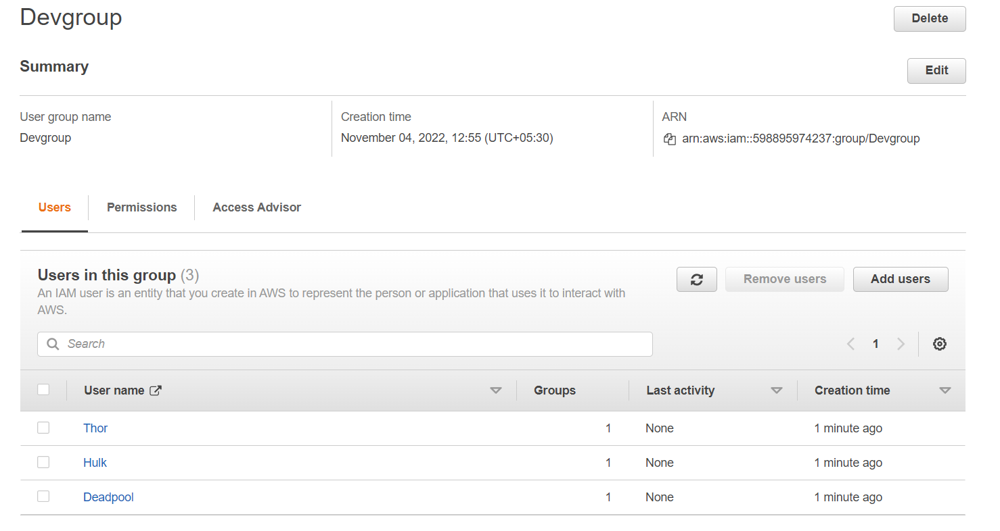 Devgroup
Delete
Summary
Edit
User group name
Devgroup
Creation time
November 04, 2022, 12:55 (UTC+05:30)
ARN
arn:aws:iam::598895974237:group/Devgroup
Users
Permissions
Access Advisor
Users in this group (3)
An IAM user is an entity that you create in AWS to represent the person or application that uses it to interact with
AWS.
Remove users
Add users
Search
1
User name
Groups
Last activity
Creation time
Thor 1 None 1 minute ago
Hulk 1 None 1 minute ago
Deadpool 1 None 1 minute ago